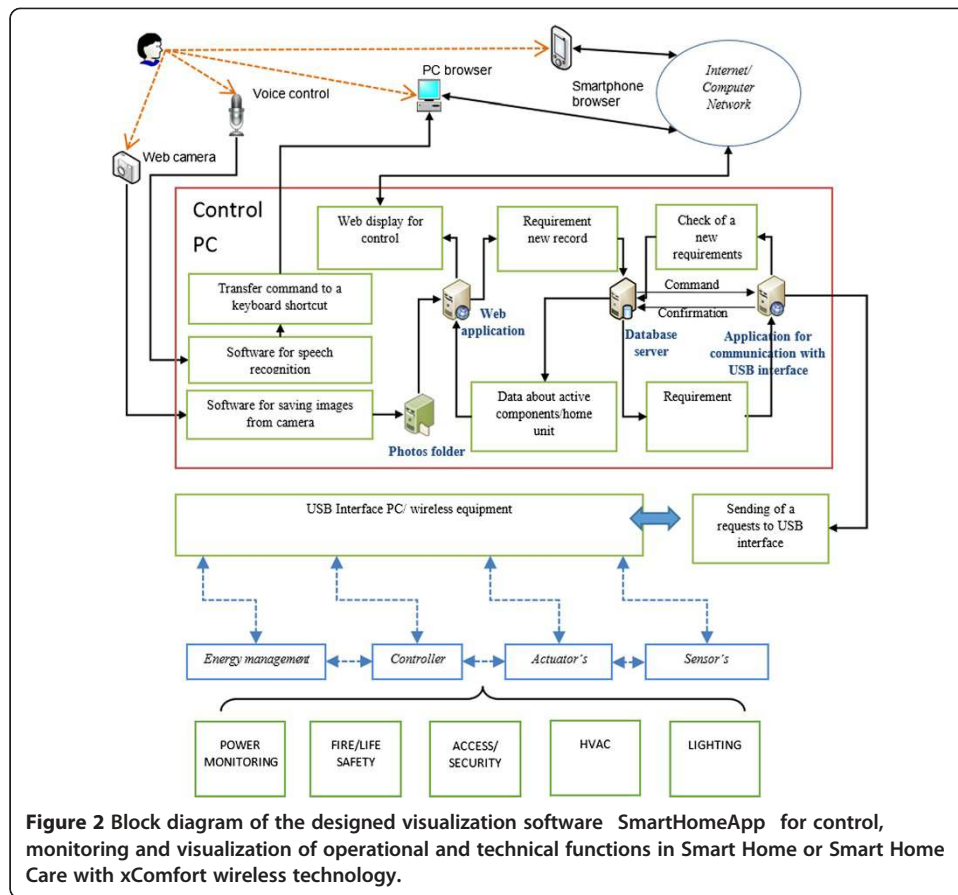 PC browser
Smartphone
browser
Internet/
Computer
Network
Voice control
Web camera
Control
PC
Web display for
control
Requirement
new record
Check of a
new
requirements
Transfer command to a
keyboard shortcut
Web
application
Command
Confirmation
Database
server
Application for
communication with
USB interface
Software for speech
recognition
Software for saving images
from camera
Photos folder
Data about active
components/home
unit
Requirement
USB Interface PC/ wireless equipment
Sending of a
requests to USB
interface
Energy management
Controller
Actuator´s
Sensor´s
POWER
MONITORING
FIRE/LIFE
SAFETY
ACCESS/
SECURITY
HVAC
LIGHTING
Figure 2 Block diagram of the designed visualization software SmartHomeApp for control,
monitoring and visualization of operational and technical functions in Smart Home or Smart Home
Care with xComfort wireless technology.